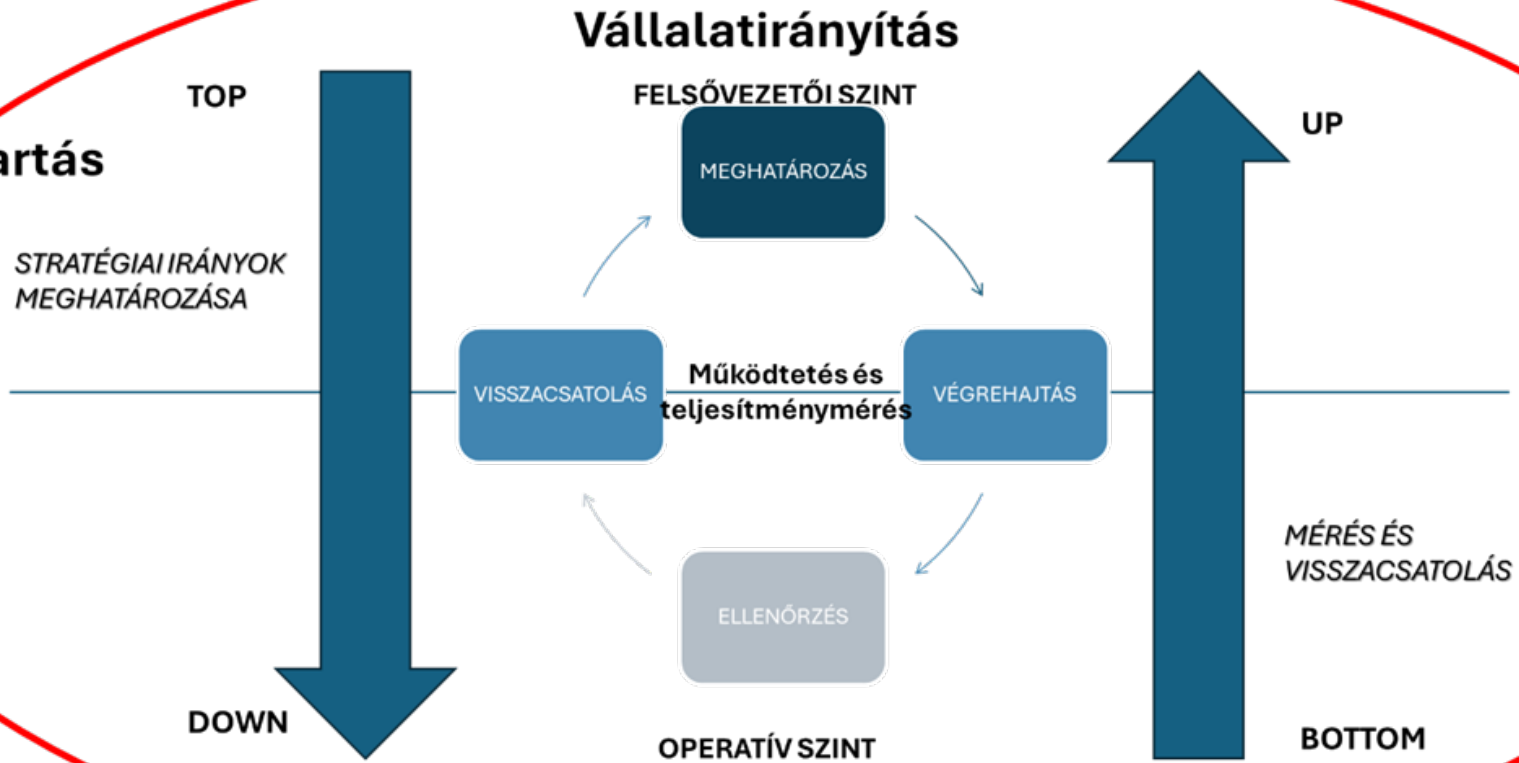 Vállalatirányítás
TOP
FELSŐVEZETŐI SZINT
UP
MEGHATÁROZÁS
STRATÉGIAI IRÁNYOK
MEGHATÁROZÁSA
VISSZACSATOLÁS
Működtetés és
teljesítménymérés
VÉGREHAJTÁS
MÉRÉS ÉS
VISSZACSATOLÁS
ELLENŐRZÉS
DOWN
OPERATÍV SZINT
BOTTOM